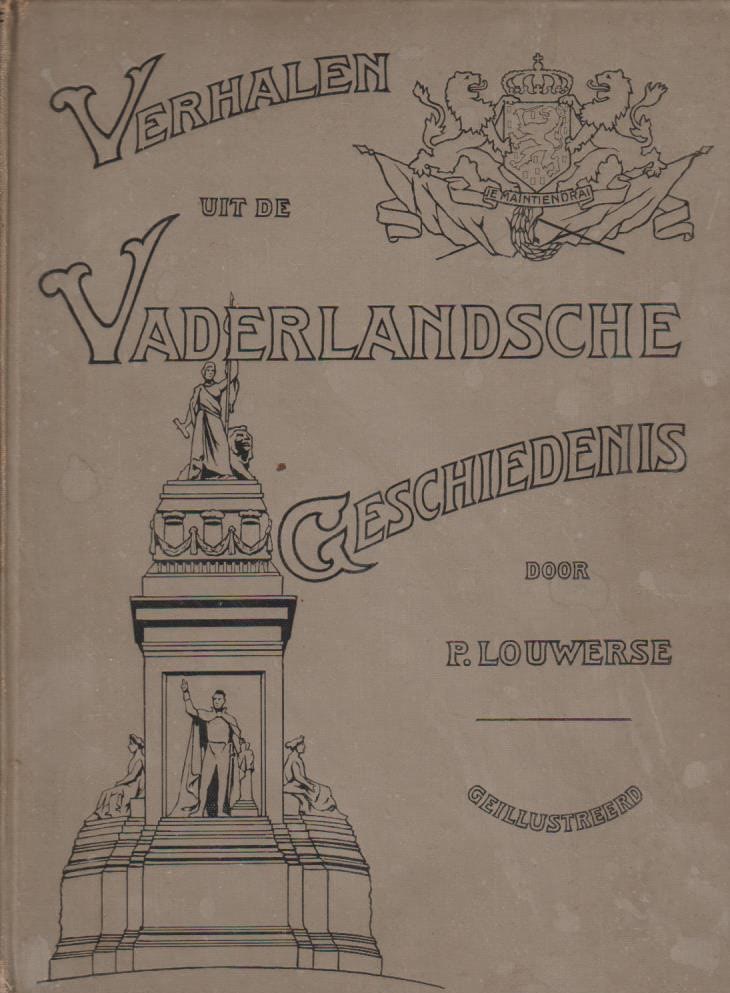 VERHALEN
UIT DE
JE MAINTIENDRAI
VADERLANDSCHE
GESCHIEDENIS
DOOR
P. LOUWERSE
GEILLUSTREERD